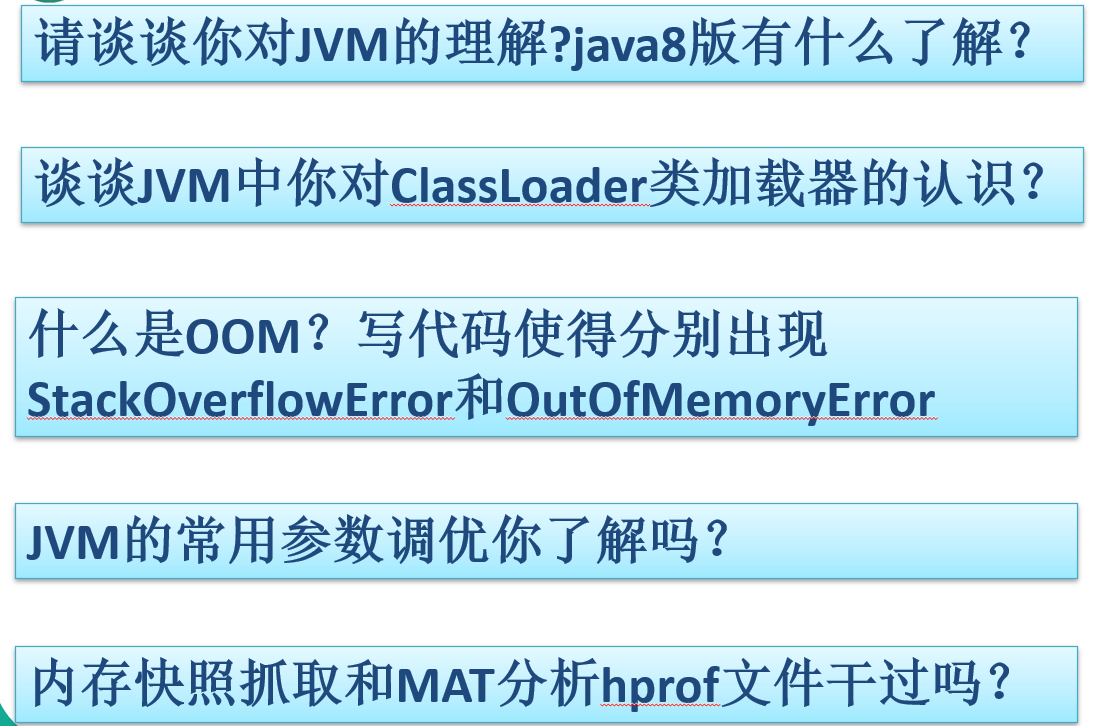 请谈谈你对JVM的理解?java8版有什么了解？
谈谈JVM中你对ClassLoader类加载器的认识？
什么是OOM？写代码使得分别出现
StackOverflowError和OutOfMemoryError
JVM的常用参数调优你了解吗？
内存快照抓取和MAT分析hprof文件干过吗？